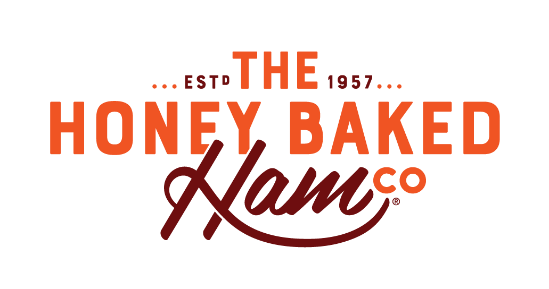 THE
... ESTD 1957 ...
HONEY BAKED
Ham CO ®